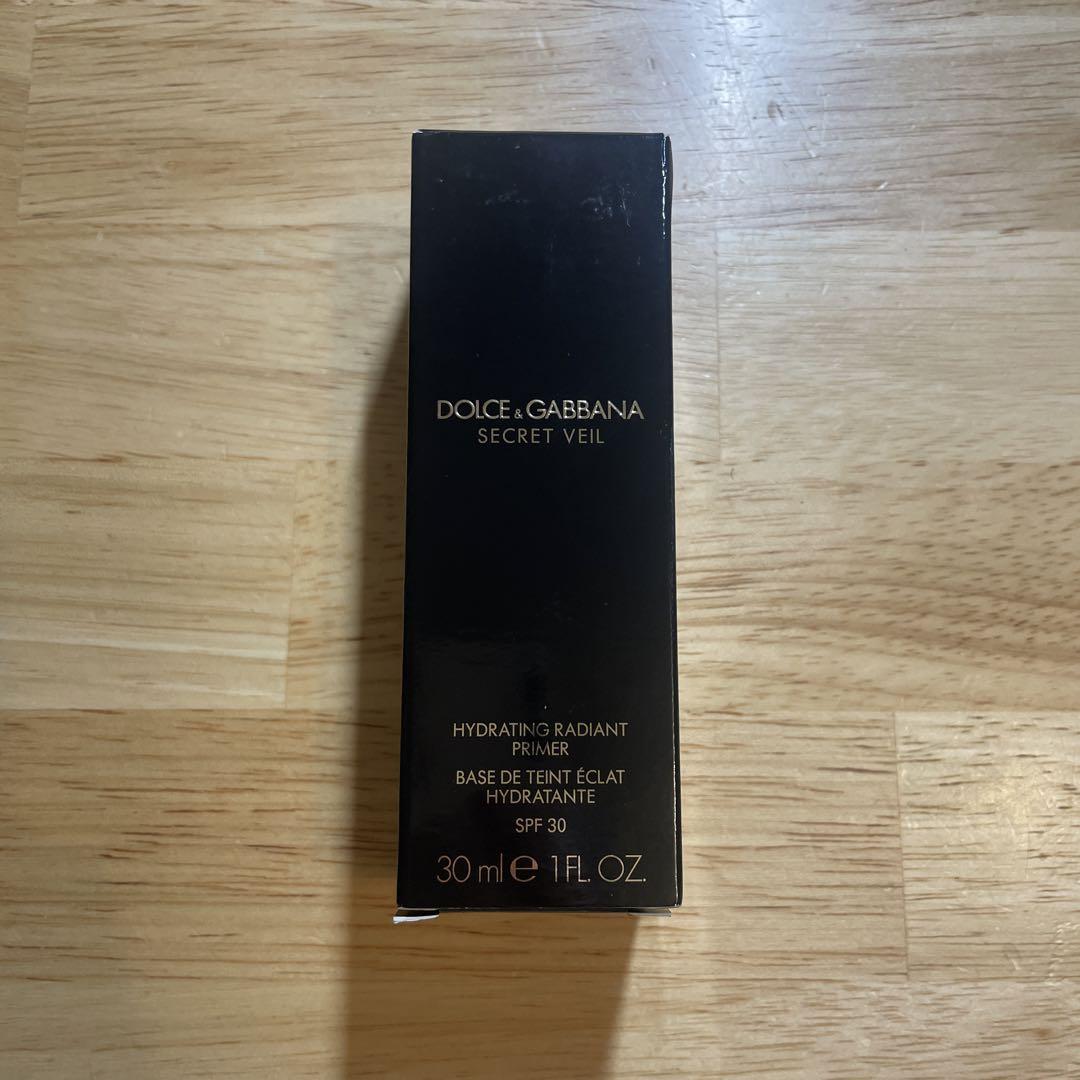 DOLCE & GABBANA
SECRET VEIL
HYDRATING RADIANT
PRIMER
BASE DE TEINT ÉCLAT
HYDRATANTE
SPF 30
30 ml e 1 FL. OZ.